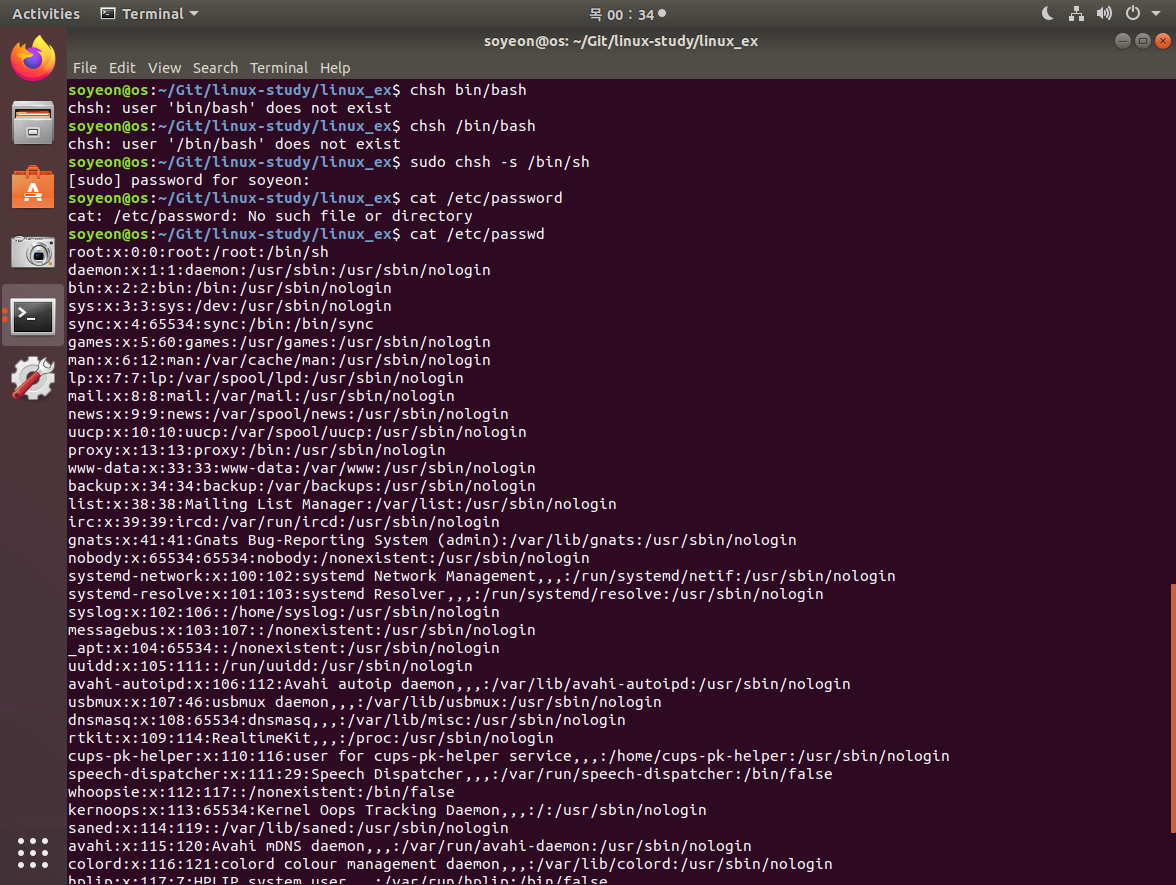 Activities Terminal 목 00 : 34
soyeon@os: ~/Git/linux-study/linux_ex
File Edit View Search Terminal Help
soyeon@os:~/Git/linux-study/linux_ex$ chsh bin/bash
chsh: user 'bin/bash' does not exist
soyeon@os:~/Git/linux-study/linux_ex$ chsh /bin/bash
chsh: user '/bin/bash' does not exist
soyeon@os:~/Git/linux-study/linux_ex$ sudo chsh -s /bin/sh
[sudo] password for soyeon:
soyeon@os:~/Git/linux-study/linux_ex$ cat /etc/password
cat: /etc/password: No such file or directory
soyeon@os:~/Git/linux-study/linux_ex$ cat /etc/passwd
root:x:0:0:root:/root:/bin/sh
daemon:x:1:1:daemon:/usr/sbin:/usr/sbin/nologin
bin:x:2:2:bin:/bin:/usr/sbin/nologin
sys:x:3:3:sys:/dev:/usr/sbin/nologin
sync:x:4:65534:sync:/bin:/bin/sync
games:x:5:60:games:/usr/games:/usr/sbin/nologin
man:x:6:12:man:/var/cache/man:/usr/sbin/nologin
lp:x:7:7:lp:/var/spool/lpd:/usr/sbin/nologin
mail:x:8:8:mail:/var/mail:/usr/sbin/nologin
news:x:9:9:news:/var/spool/news:/usr/sbin/nologin
uucp:x:10:10:uucp:/var/spool/uucp:/usr/sbin/nologin
proxy:x:13:13:proxy:/bin:/usr/sbin/nologin
www-data:x:33:33:www-data:/var/www:/usr/sbin/nologin
backup:x:34:34:backup:/var/backups:/usr/sbin/nologin
list:x:38:38:Mailing List Manager:/var/list:/usr/sbin/nologin
irc:x:39:39:ircd:/var/run/ircd:/usr/sbin/nologin
gnats:x:41:41:Gnats Bug-Reporting System (admin):/var/lib/gnats:/usr/sbin/nologin
nobody:x:65534:65534:nobody:/nonexistent:/usr/sbin/nologin
systemd-network:x:100:102:systemd Network Management,,,:/run/systemd/netif:/usr/sbin/nologin
systemd-resolve:x:101:103:systemd Resolver,,,:/run/systemd/resolve:/usr/sbin/nologin
syslog:x:102:106::/home/syslog:/usr/sbin/nologin
messagebus:x:103:107::/nonexistent:/usr/sbin/nologin
_apt:x:104:65534::/nonexistent:/usr/sbin/nologin
uuidd:x:105:111::/run/uuidd:/usr/sbin/nologin
avahi-autoipd:x:106:112:Avahi autoip daemon,,,:/var/lib/avahi-autoipd:/usr/sbin/nologin
usbmux:x:107:46:usbmux daemon,,,:/var/lib/usbmux:/usr/sbin/nologin
dnsmasq:x:108:65534:dnsmasq,,,:/var/lib/misc:/usr/sbin/nologin
rtkit:x:109:114:RealtimeKit,,,:/proc:/usr/sbin/nologin
cups-pk-helper:x:110:116:user for cups-pk-helper service,,,:/home/cups-pk-helper:/usr/sbin/nologin
speech-dispatcher:x:111:29:Speech Dispatcher,,,:/var/run/speech-dispatcher:/bin/false
whoopsie:x:112:117::/nonexistent:/bin/false
kernoops:x:113:65534:Kernel Oops Tracking Daemon,,,:/:/usr/sbin/nologin
saned:x:114:119::/var/lib/saned:/usr/sbin/nologin
avahi:x:115:120:Avahi mDNS daemon,,,:/var/run/avahi-daemon:/usr/sbin/nologin
colord:x:116:121:colord colour management daemon,,,:/var/lib/colord:/usr/sbin/nologin
hplip:x:117:7:HPLIP system user,,,:/var/run/hplip:/bin/false